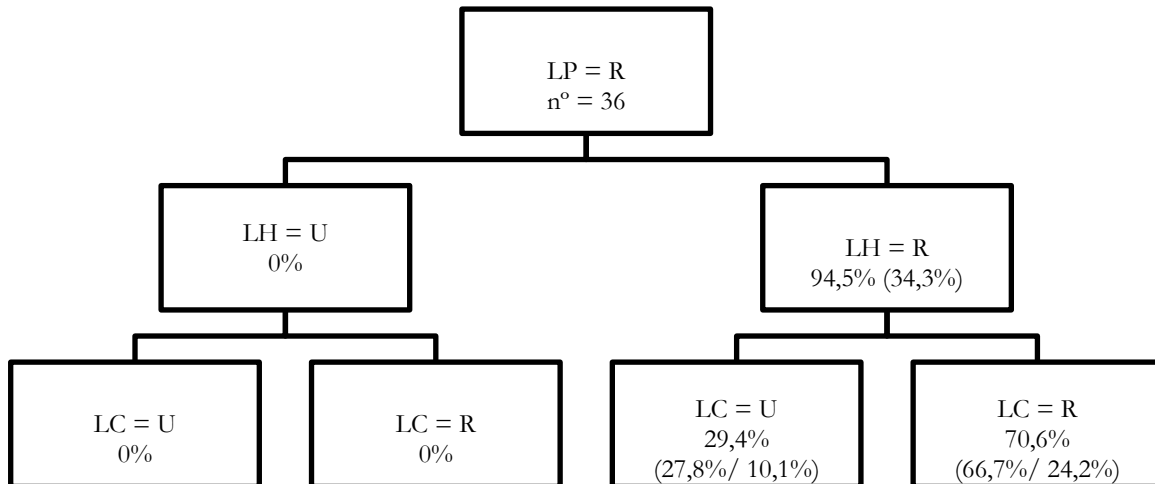 LP = R
nº = 36
LH = U
0%
LH = R
94,5% (34,3%)
LC = U
0%
LC = R
0%
LC = U
29,4%
(27,8%/ 10,1%)
LC = R
70,6%
(66,7%/ 24,2%)